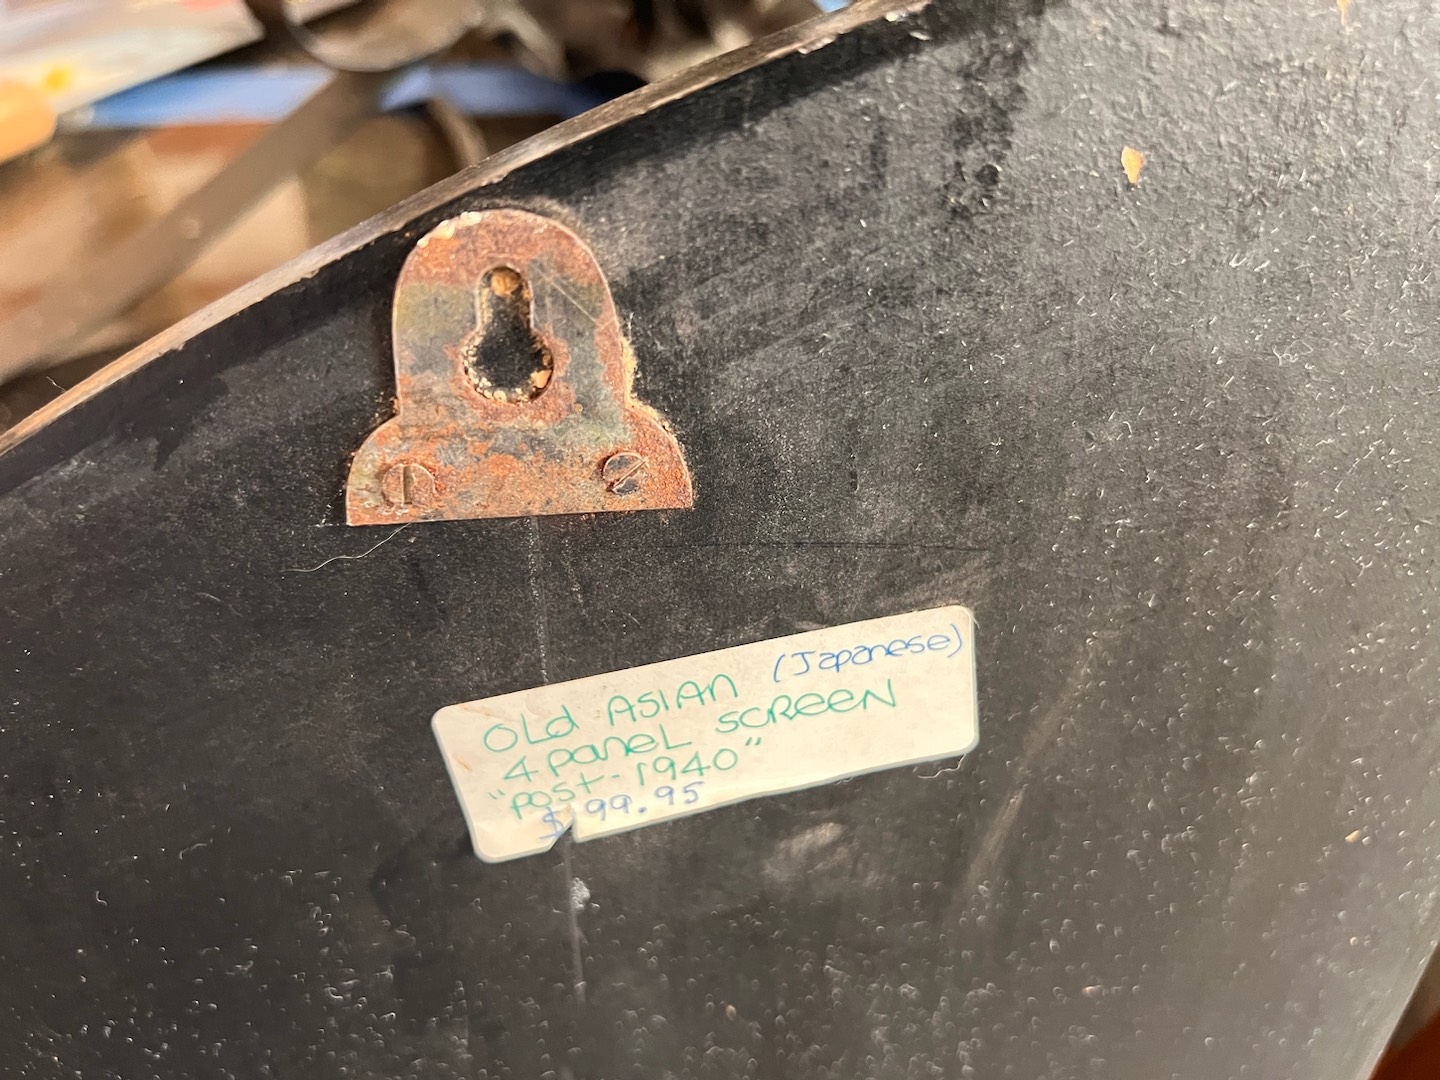 OLd ASIAN (Japanese)
4 paneL SCREEN
"post-1940"
$99.95